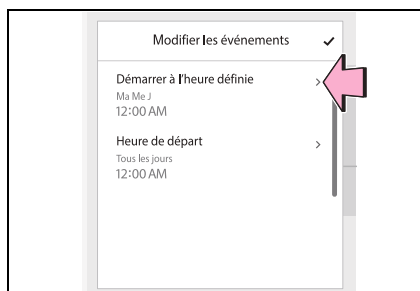 Modifier les événements
Démarrer à l'heure définie
Ma Me J
12:00 AM
Heure de départ
Tous les jours
12:00 AM